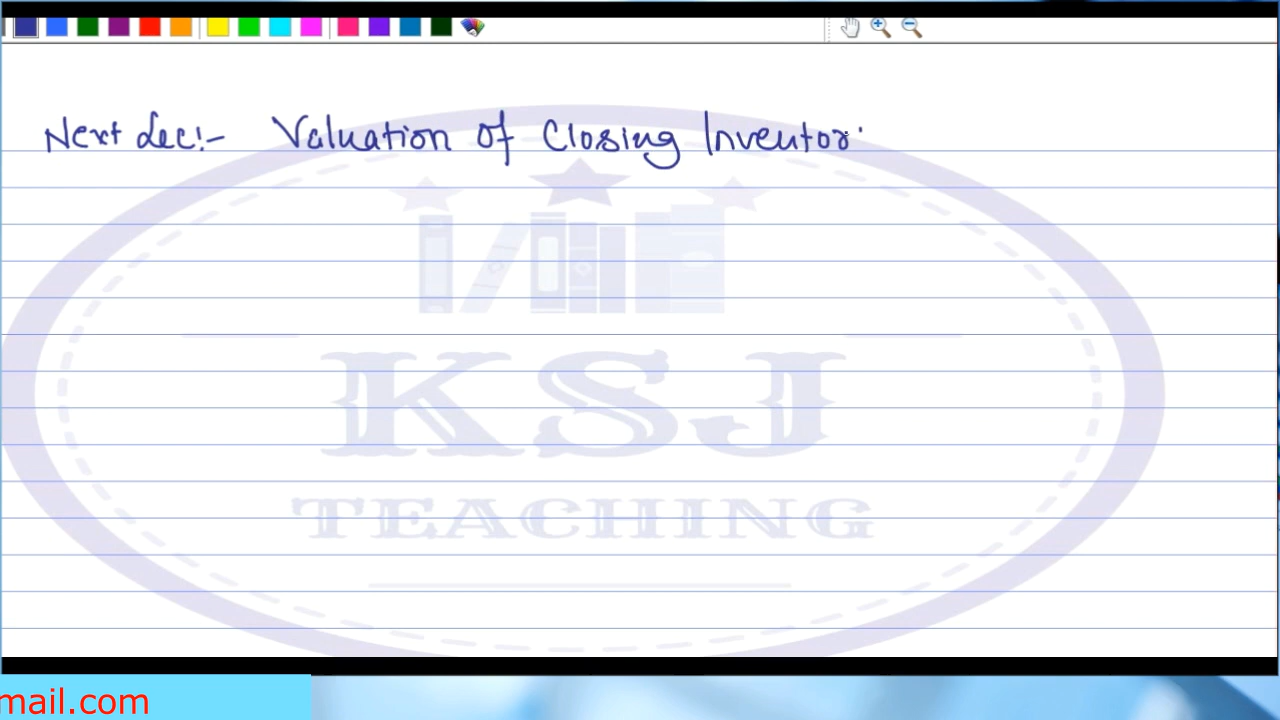 Next Lec:- Valuation of Closing Inventor
KSJ
TEACHING
mail.com